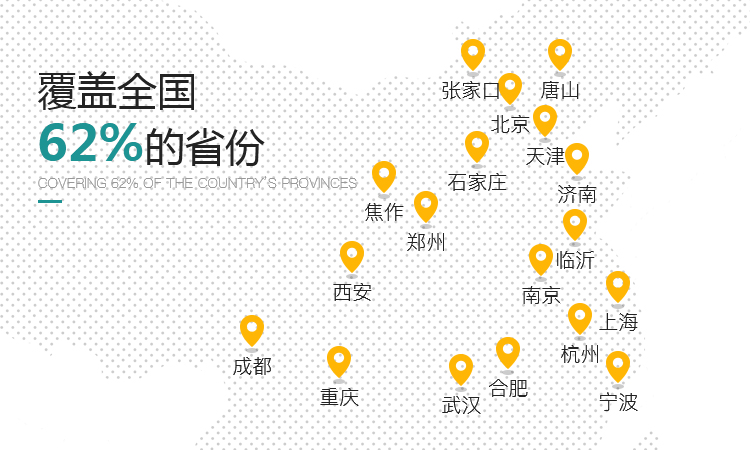 覆盖全国
62%的省份
COVERING 62% OF THE COUNTRY'S PROVINCES
张家口
唐山
北京
天津
石家庄
济南
焦作
郑州
临沂
西安
南京
上海
杭州
成都
重庆
合肥
武汉
宁波